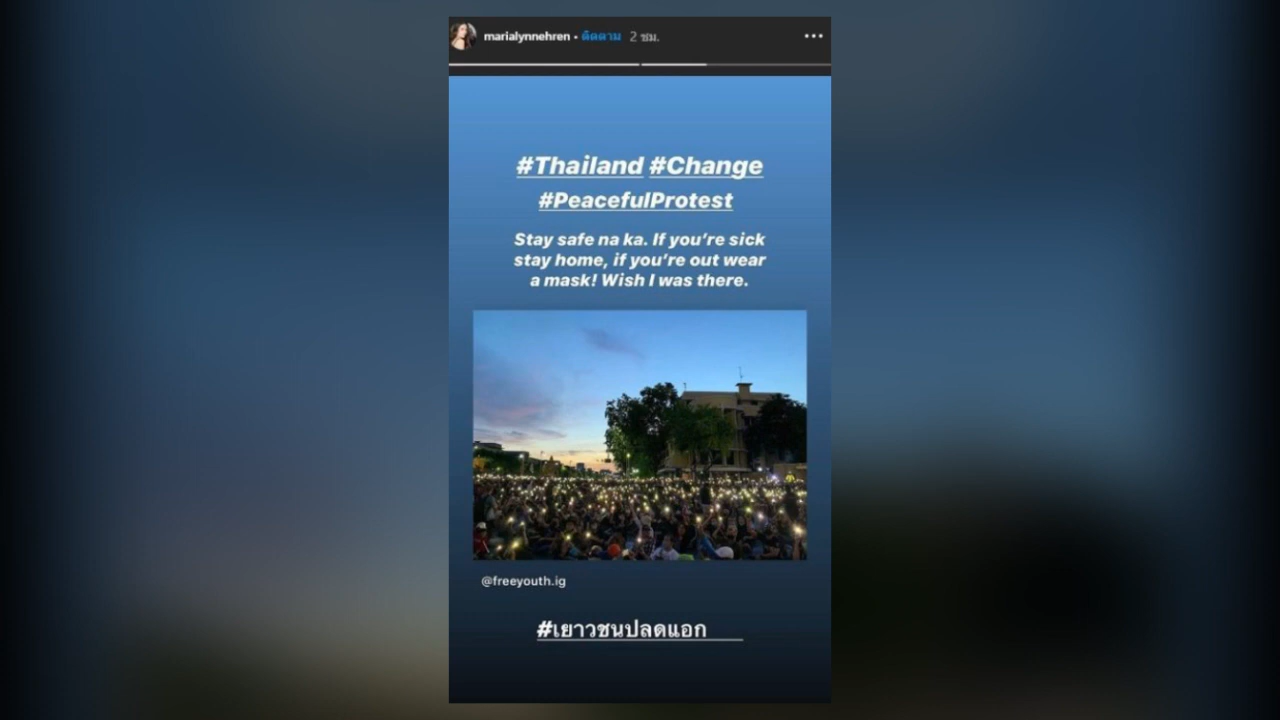 marialynnehren • ติดตาม 2 ชม.
#Thailand #Change
#PeacefulProtest
Stay safe na ka. If you're sick
stay home, if you're out wear
a mask! Wish I was there.
@freeyouth.ig
#เยาวชนปลดแอก